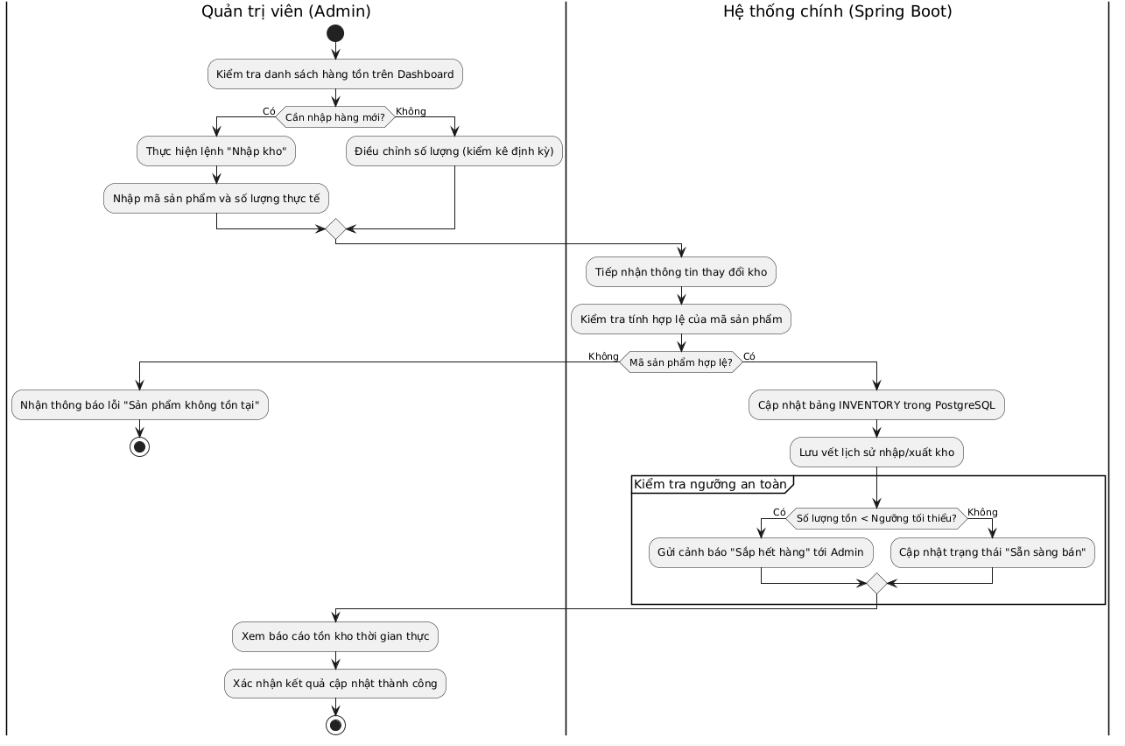 Quản trị viên (Admin)
Hệ thống chính (Spring Boot)
Kiểm tra danh sách hàng tồn trên Dashboard
Có
Cần nhập hàng mới?
Không
Thực hiện lệnh "Nhập kho"
Điều chỉnh số lượng (kiểm kê định kỳ)
Nhập mã sản phẩm và số lượng thực tế
Tiếp nhận thông tin thay đổi kho
Kiểm tra tính hợp lệ của mã sản phẩm
Không
Mã sản phẩm hợp lệ?
Có
Nhận thông báo lỗi "Sản phẩm không tồn tại"
Cập nhật bảng INVENTORY trong PostgreSQL
Lưu vết lịch sử nhập/xuất kho
Kiểm tra ngưỡng an toàn
Có
Số lượng tồn < Ngưỡng tối thiểu?
Không
Gửi cảnh báo "Sắp hết hàng" tới Admin
Cập nhật trạng thái "Sẵn sàng bán"
Xem báo cáo tồn kho thời gian thực
Xác nhận kết quả cập nhật thành công